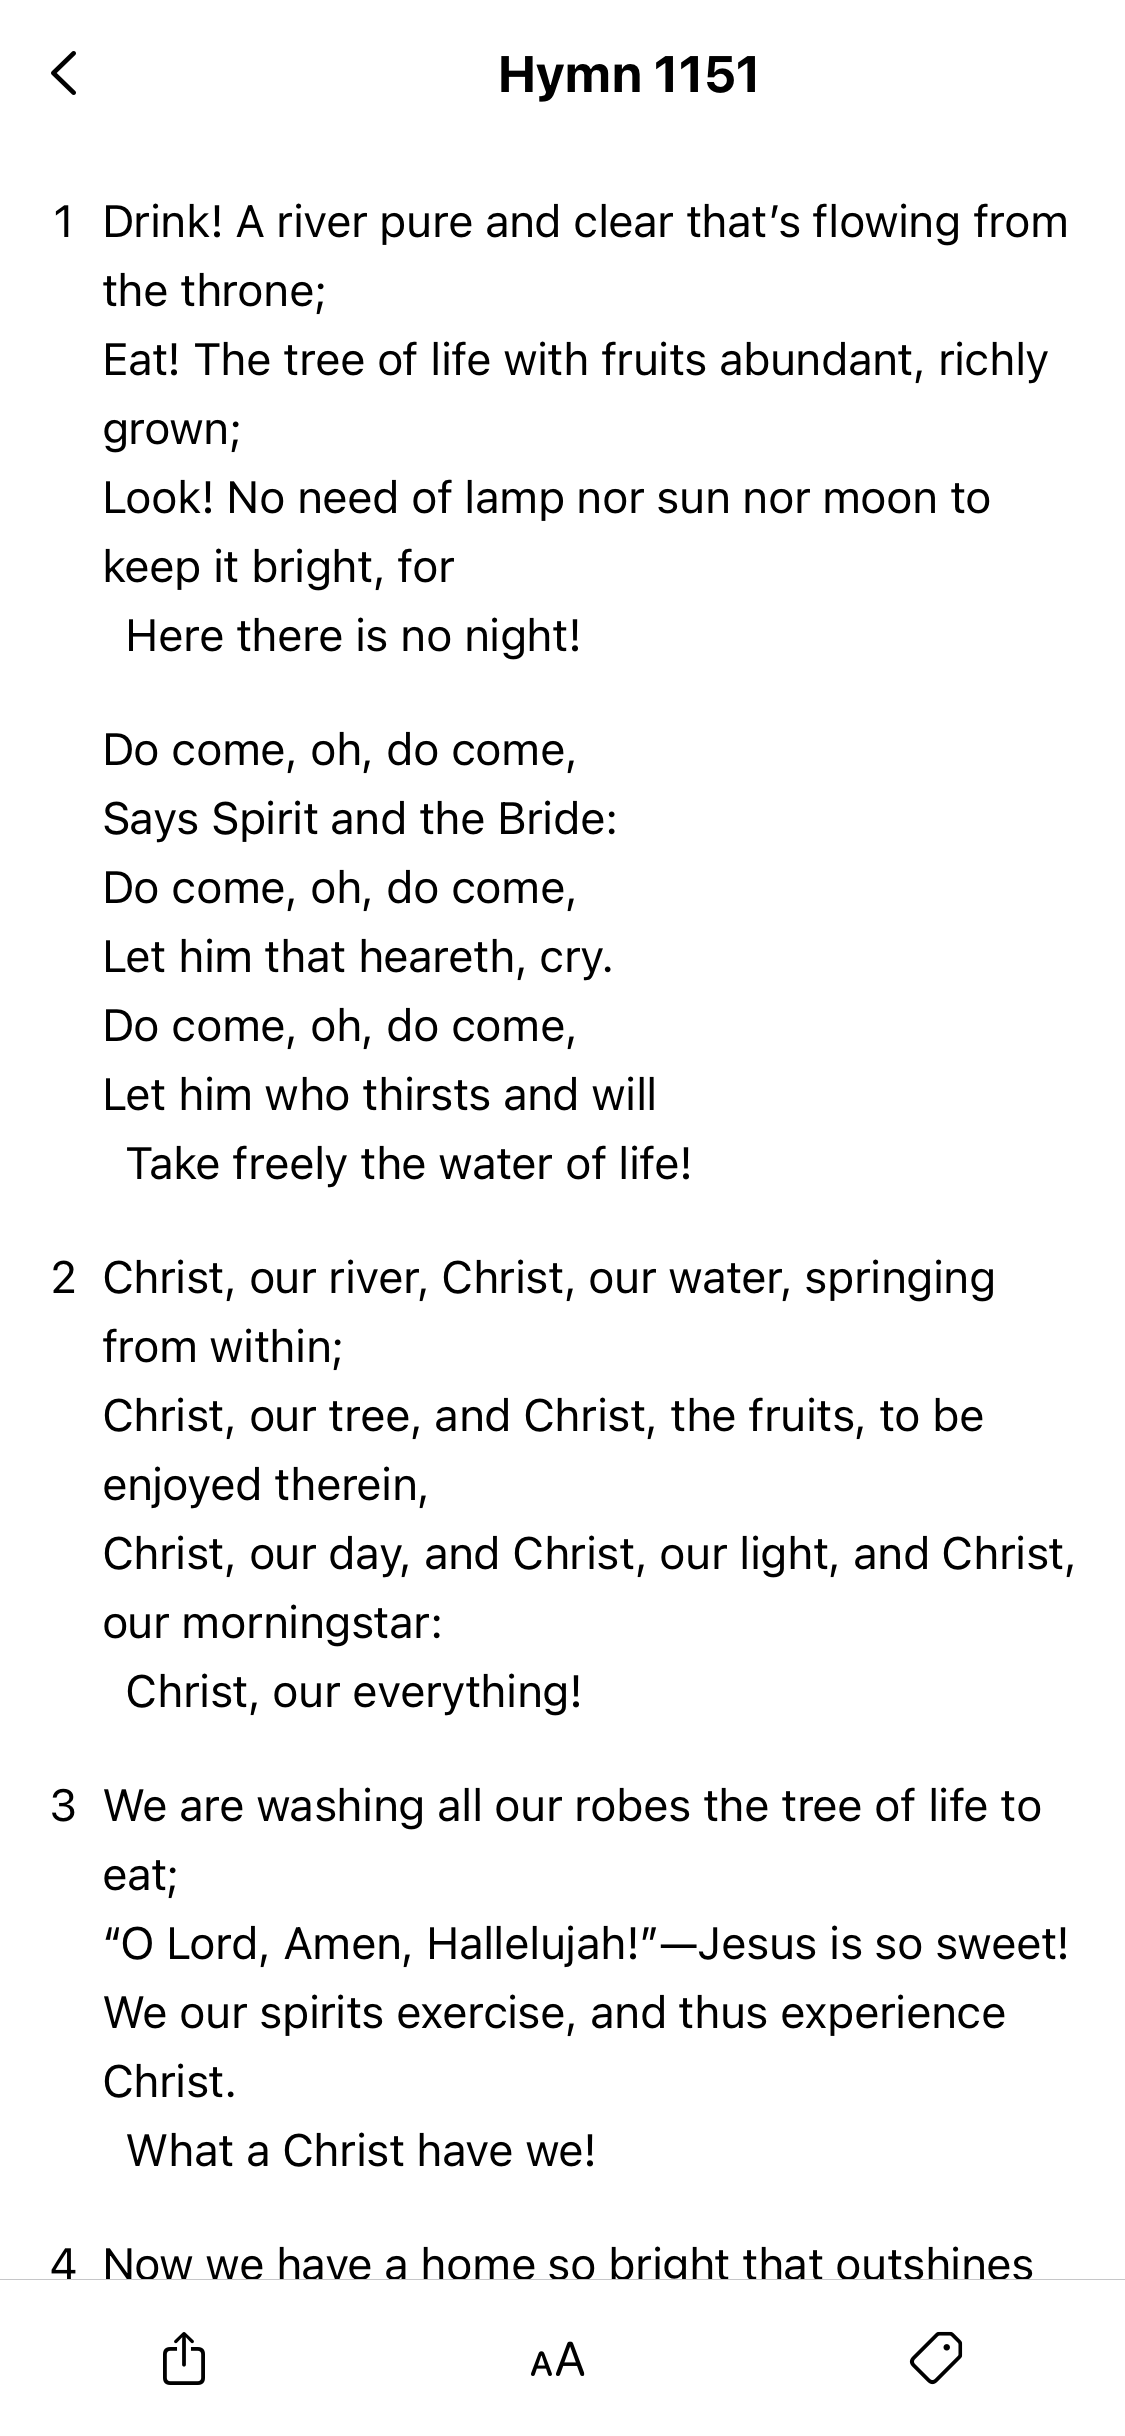 Hymn 1151
1 Drink! A river pure and clear that’s flowing from
the throne;
Eat! The tree of life with fruits abundant, richly
grown;
Look! No need of lamp nor sun nor moon to
keep it bright, for
Here there is no night!
Do come, oh, do come,
Says Spirit and the Bride:
Do come, oh, do come,
Let him that heareth, cry.
Do come, oh, do come,
Let him who thirsts and will
Take freely the water of life!
2 Christ, our river, Christ, our water, springing
from within;
Christ, our tree, and Christ, the fruits, to be
enjoyed therein,
Christ, our day, and Christ, our light, and Christ,
our morningstar:
Christ, our everything!
3 We are washing all our robes the tree of life to
eat;
“O Lord, Amen, Hallelujah!”—Jesus is so sweet!
We our spirits exercise, and thus experience
Christ.
What a Christ have we!
4 Now we have a home so bright that outshines
AA